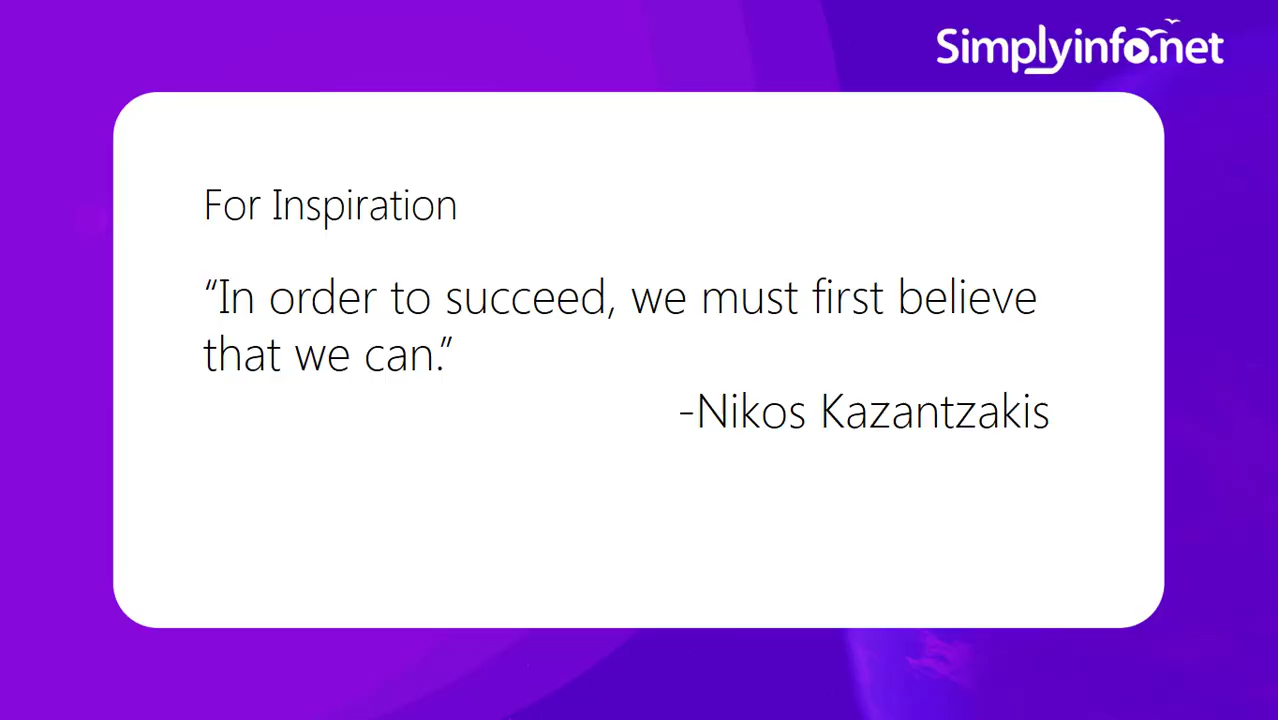 Simplyinfo.net
For Inspiration
“In order to succeed, we must first believe
that we can.”
-Nikos Kazantzakis